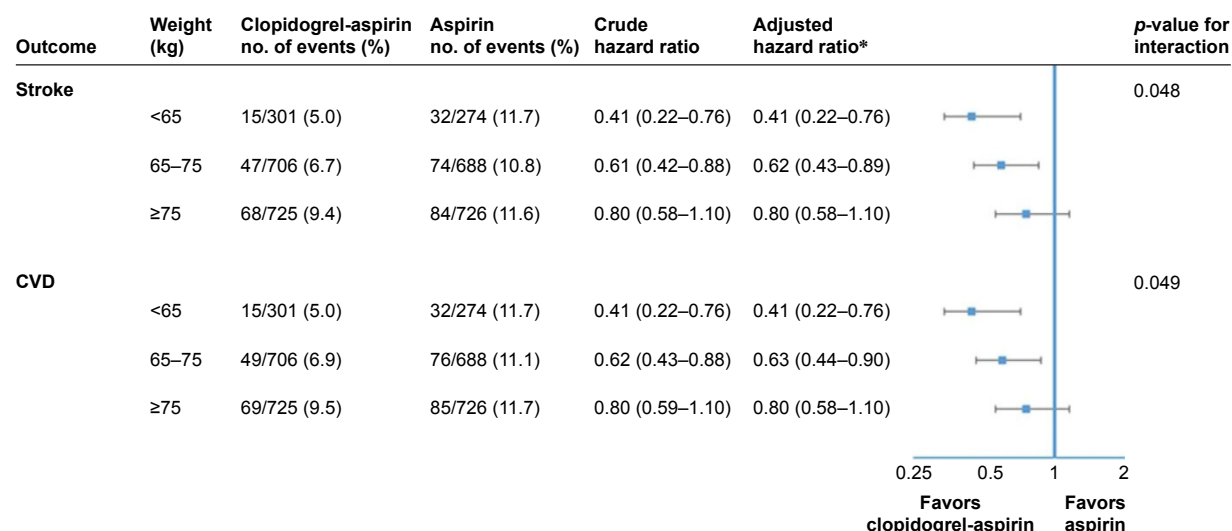 Outcome Weight (kg) Clopidogrel-aspirin no. of events (%) Aspirin no. of events (%) Crude hazard ratio Adjusted hazard ratio* p-value for interaction
Stroke 0.048
<65 15/301 (5.0) 32/274 (11.7) 0.41 (0.22–0.76) 0.41 (0.22–0.76)
65–75 47/706 (6.7) 74/688 (10.8) 0.61 (0.42–0.88) 0.62 (0.43–0.89)
≥75 68/725 (9.4) 84/726 (11.6) 0.80 (0.58–1.10) 0.80 (0.58–1.10)
CVD 0.049
<65 15/301 (5.0) 32/274 (11.7) 0.41 (0.22–0.76) 0.41 (0.22–0.76)
65–75 49/706 (6.9) 76/688 (11.1) 0.62 (0.43–0.88) 0.63 (0.44–0.90)
≥75 69/725 (9.5) 85/726 (11.7) 0.80 (0.59–1.10) 0.80 (0.58–1.10)
0.25 0.5 1 2
Favors clopidogrel-aspirin Favors aspirin